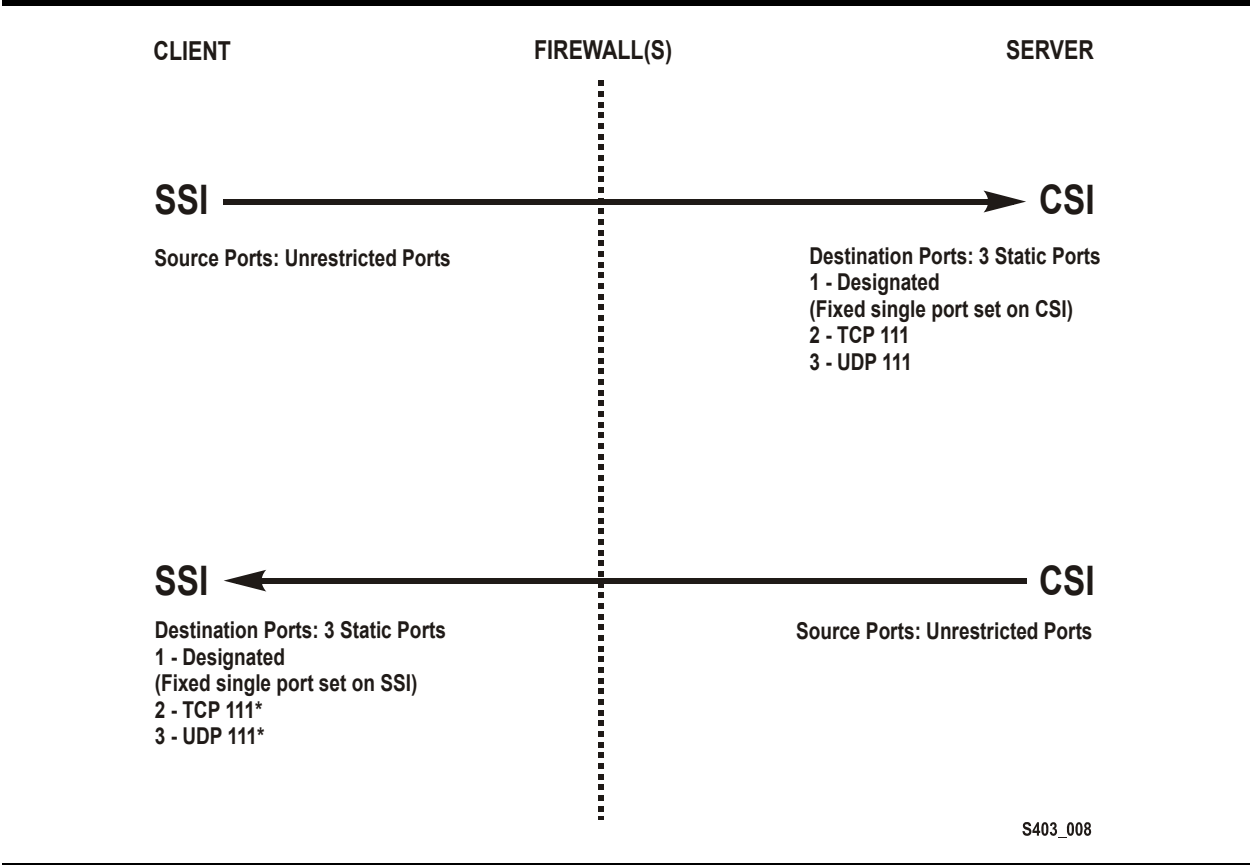 CLIENT
FIREWALL(S)
SERVER
SSI
CSI
Source Ports: Unrestricted Ports
Destination Ports: 3 Static Ports
1 - Designated
(Fixed single port set on CSI)
2 - TCP 111
3 - UDP 111
SSI
CSI
Destination Ports: 3 Static Ports
1 - Designated
(Fixed single port set on SSI)
2 - TCP 111*
3 - UDP 111*
Source Ports: Unrestricted Ports
S403_008